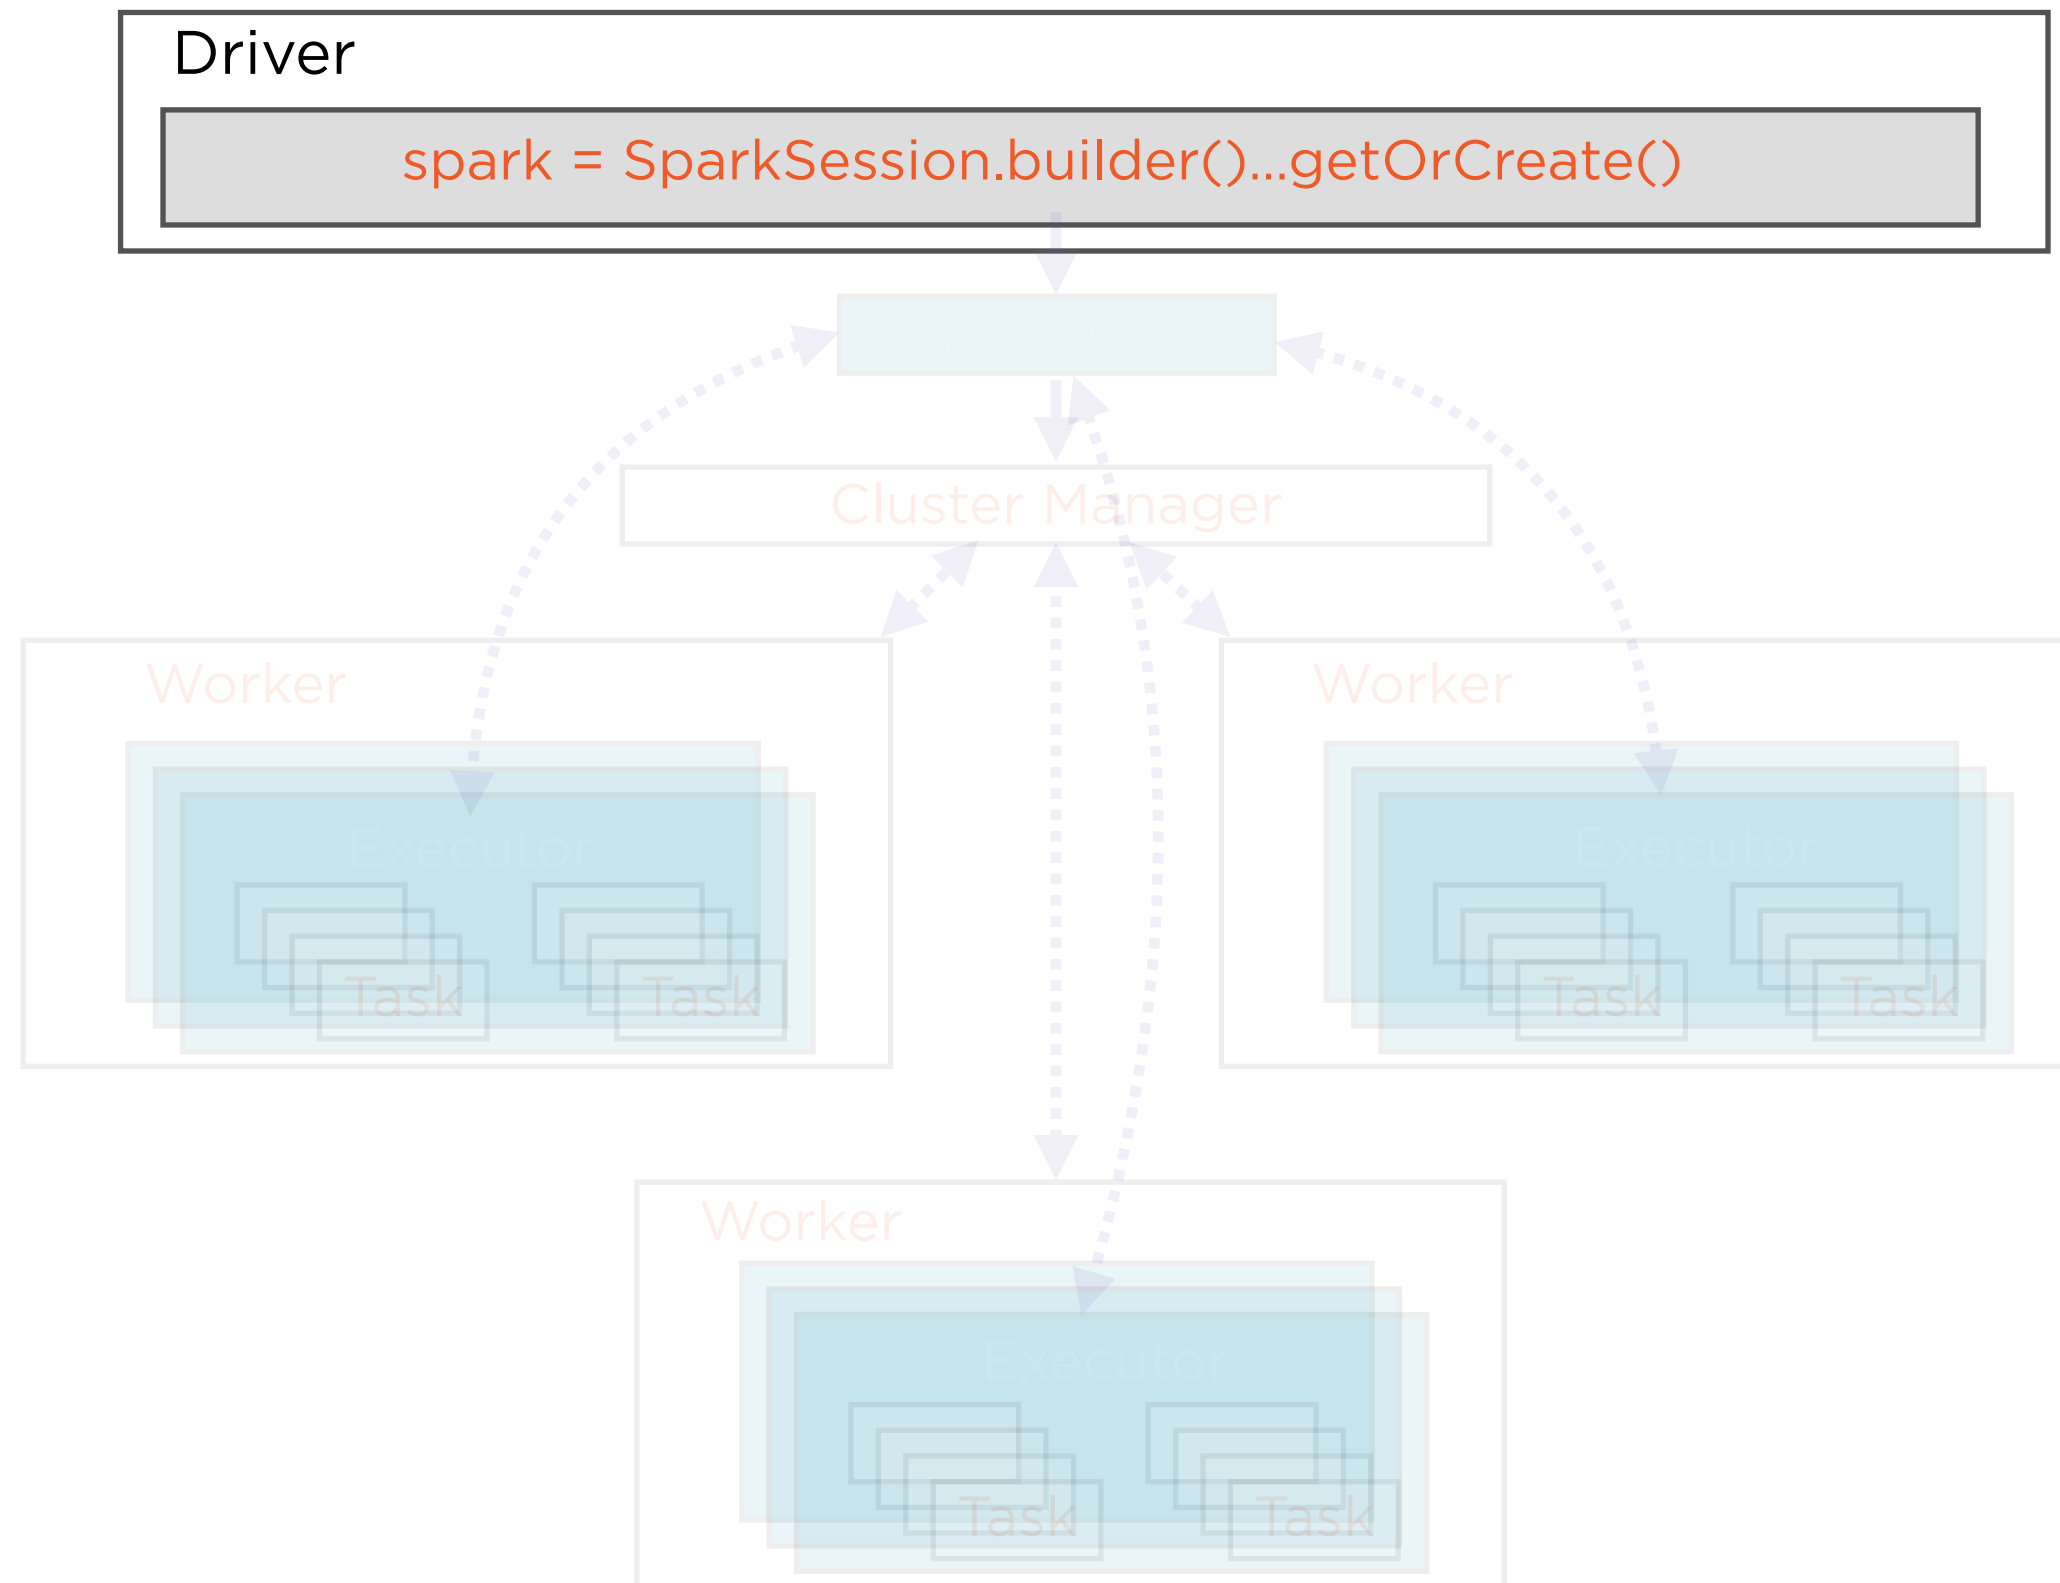 Driver
spark = SparkSession.builder()...getOrCreate()
Cluster Manager
Worker
Worker
Executor
Executor
Task
Task
Task
Task
Worker
Executor
Task
Task